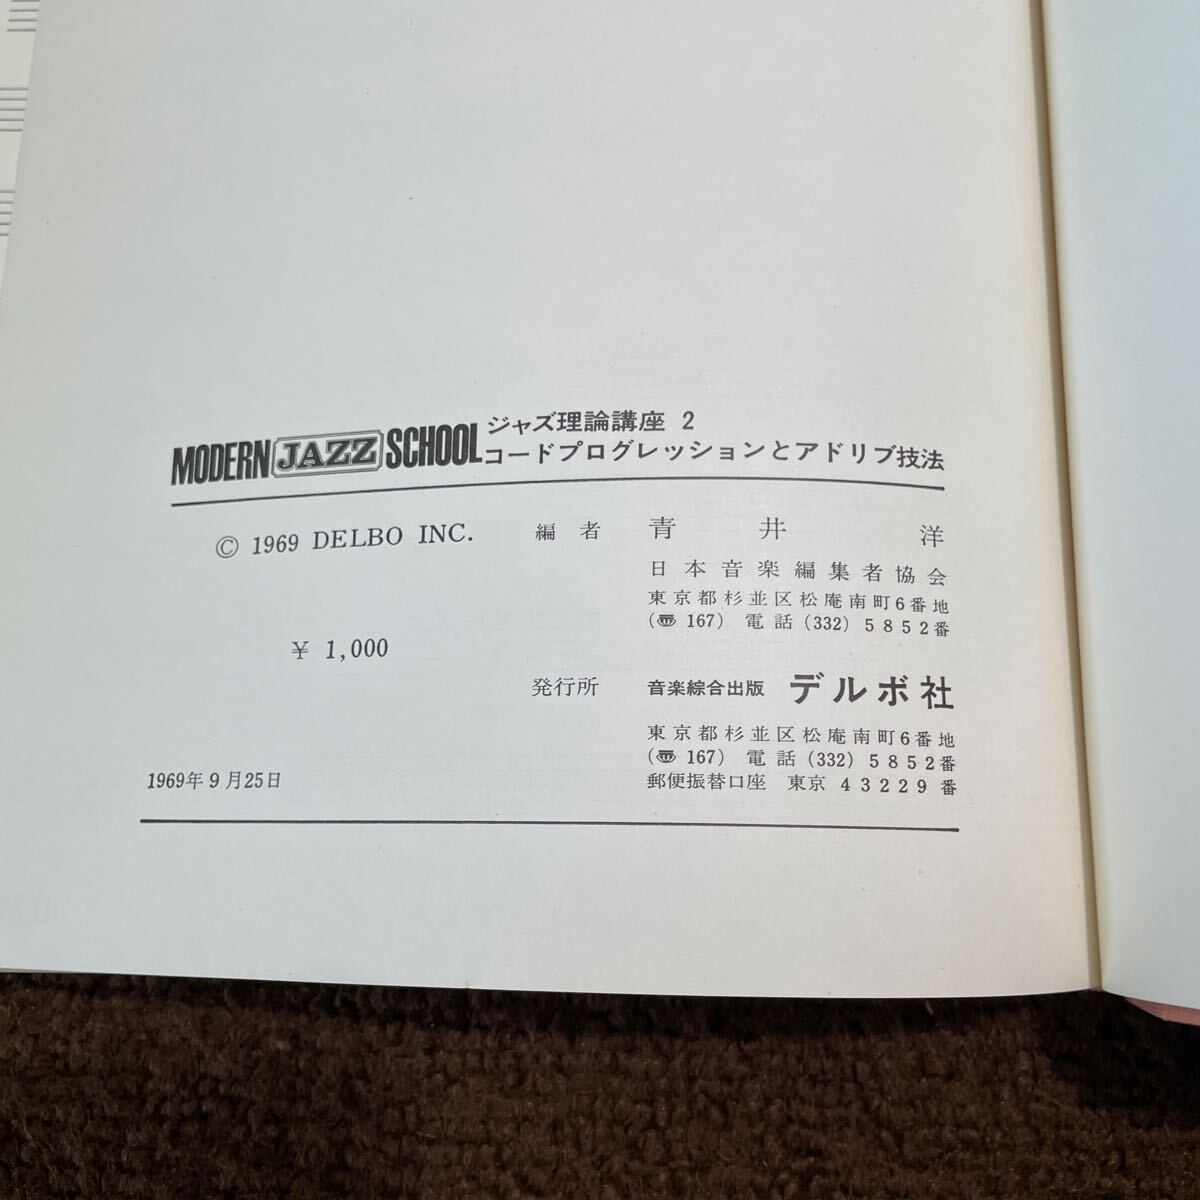 MODERN JAZZ SCHOOL ジャズ理論講座 2
コードプログレッションとアドリブ技法
© 1969 DELBO INC. 編者 青井 洋
日本音楽編集者協会
東京都杉並区松庵南町6番地
(〠 167) 電話 (332) 5852番
¥ 1,000
発行所 音楽綜合出版 デルボ社
東京都杉並区松庵南町6番地
(〠 167) 電話 (332) 5852番
郵便振替口座 東京 43229 番
1969年9月25日